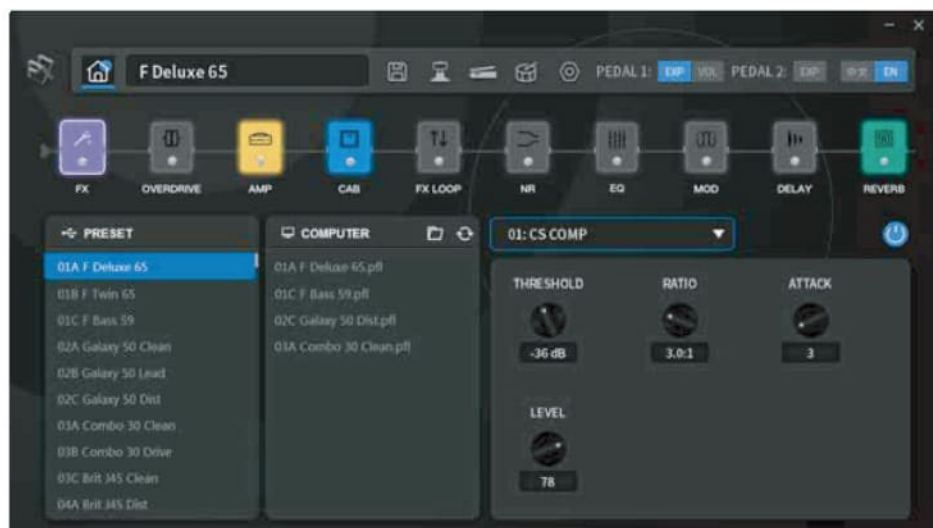 F Deluxe 65 PEDAL 1: EXP VOL PEDAL 2: EXP 中文 EN
FX OVERDRIVE AMP CAB FX LOOP NR EQ MOD DELAY REVERB
PRESET
01A F Deluxe 65
01B F Twin 65
01C F Bass 59
02A Galaxy 50 Clean
02B Galaxy 50 Lead
02C Galaxy 50 Dist
03A Combo 30 Clean
03B Combo 30 Drive
03C Brit J45 Clean
04A Brit J45 Dist
COMPUTER
01A F Deluxe 65.pfl
01C F Bass 59.pfl
02C Galaxy 50 Dist.pfl
03A Combo 30 Clean.pfl
01: CS COMP
THRESHOLD RATIO ATTACK
-36 dB 3.0:1 3
LEVEL
78